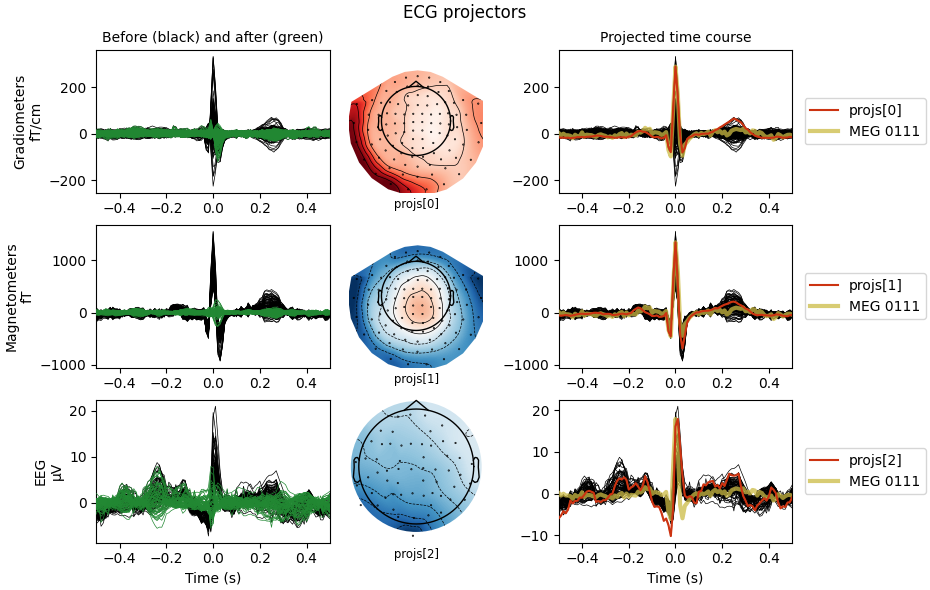 ECG projectors
Before (black) and after (green)
Projected time course
Gradiometers
fT/cm
200
0
−200
−0.4 −0.2 0.0 0.2 0.4
projs[0]
200
0
−200
−0.4 −0.2 0.0 0.2 0.4
projs[0]
MEG 0111
Magnetometers
fT
1000
0
−1000
−0.4 −0.2 0.0 0.2 0.4
projs[1]
1000
0
−1000
−0.4 −0.2 0.0 0.2 0.4
projs[1]
MEG 0111
EEG
µV
20
10
0
−0.4 −0.2 0.0 0.2 0.4
Time (s)
projs[2]
20
10
0
−10
−0.4 −0.2 0.0 0.2 0.4
Time (s)
projs[2]
MEG 0111